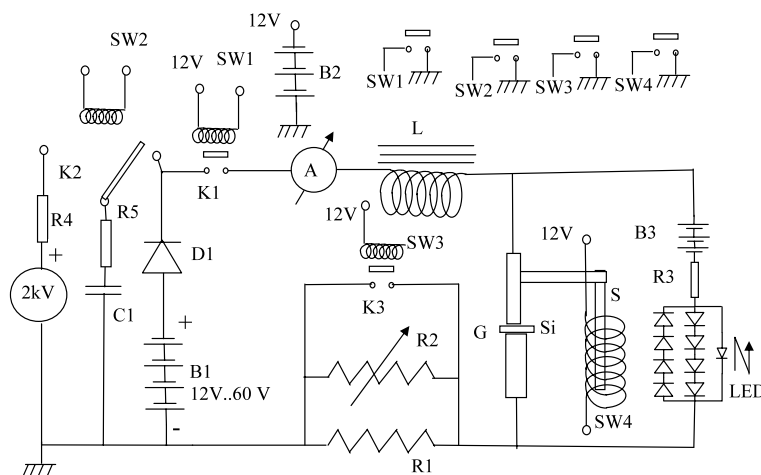 12V
SW2
SW1
12V
B2
SW1
SW2
SW3
SW4
L
K2
K1
A
R4
R5
12V
SW3
12V
B3
+
D1
R3
2kV
C1
K3
S
R2
G
Si
+
B1
12V..60 V
LED
-
SW4
R1